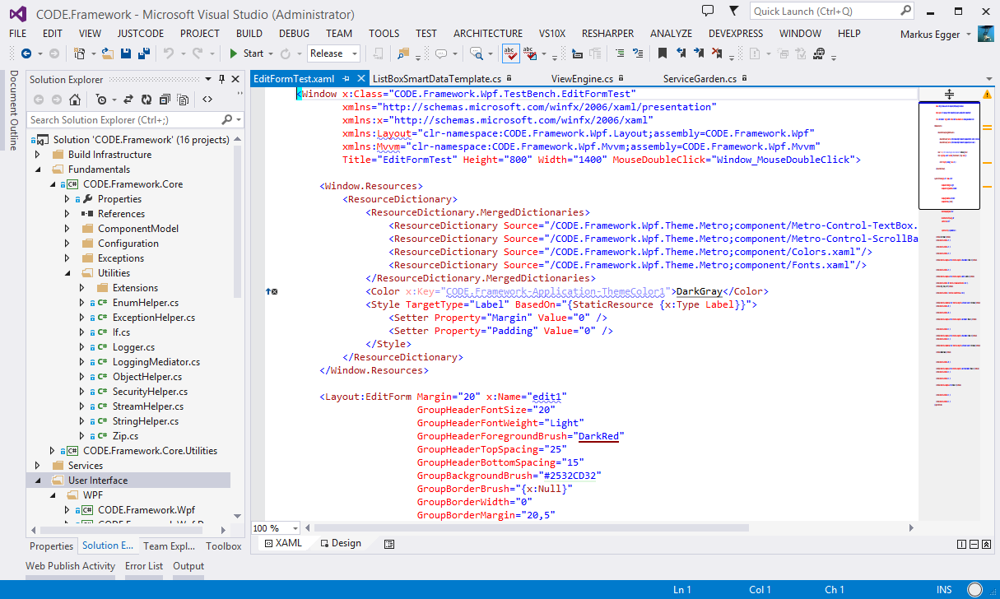 CODE.Framework - Microsoft Visual Studio (Administrator)
Quick Launch (Ctrl+Q)
FILE EDIT VIEW JUSTCODE PROJECT BUILD DEBUG TEAM TOOLS TEST ARCHITECTURE VS10X RESHARPER ANALYZE DEVEXPRESS WINDOW HELP Markus Egger
Start Release abc abc
Document Outline
Solution Explorer
Search Solution Explorer (Ctrl+;)
Solution 'CODE.Framework' (16 projects)
Build Infrastructure
Fundamentals
C# CODE.Framework.Core
Properties
References
ComponentModel
Configuration
Exceptions
Utilities
Extensions
C# EnumHelper.cs
C# ExceptionHelper.cs
C# If.cs
C# Logger.cs
C# LoggingMediator.cs
C# ObjectHelper.cs
C# SecurityHelper.cs
C# StreamHelper.cs
C# StringHelper.cs
C# Zip.cs
C# CODE.Framework.Core.Utilities
Services
User Interface
WPF
C# CODE.Framework.Wpf
Properties Solution E... Team Expl... Toolbox
EditFormTest.xaml ListBoxSmartDataTemplate.cs ViewEngine.cs ServiceGarden.cs
<Window x:Class="CODE.Framework.Wpf.TestBench.EditFormTest"
xmlns="http://schemas.microsoft.com/winfx/2006/xaml/presentation"
xmlns:x="http://schemas.microsoft.com/winfx/2006/xaml"
xmlns:Layout="clr-namespace:CODE.Framework.Wpf.Layout;assembly=CODE.Framework.Wpf"
xmlns:Mvvm="clr-namespace:CODE.Framework.Wpf.Mvvm;assembly=CODE.Framework.Wpf.Mvvm"
Title="EditFormTest" Height="800" Width="1400" MouseDoubleClick="Window_MouseDoubleClick">
<Window.Resources>
<ResourceDictionary>
<ResourceDictionary.MergedDictionaries>
<ResourceDictionary Source="/CODE.Framework.Wpf.Theme.Metro;component/Metro-Control-TextBox.
<ResourceDictionary Source="/CODE.Framework.Wpf.Theme.Metro;component/Metro-Control-ScrollBa
<ResourceDictionary Source="/CODE.Framework.Wpf.Theme.Metro;component/Colors.xaml"/>
<ResourceDictionary Source="/CODE.Framework.Wpf.Theme.Metro;component/Fonts.xaml"/>
</ResourceDictionary.MergedDictionaries>
<Color x:Key="CODE.Framework-Application-ThemeColor1">DarkGray</Color>
<Style TargetType="Label" BasedOn="{StaticResource {x:Type Label}}">
<Setter Property="Margin" Value="0" />
<Setter Property="Padding" Value="0" />
</Style>
</ResourceDictionary>
</Window.Resources>
<Layout:EditForm Margin="20" x:Name="edit1"
GroupHeaderFontSize="20"
GroupHeaderFontWeight="Light"
GroupHeaderForegroundBrush="DarkRed"
GroupHeaderTopSpacing="25"
GroupHeaderBottomSpacing="15"
GroupBackgroundBrush="#2532CD32"
GroupBorderBrush="{x:Null}"
GroupBorderWidth="0"
GroupBorderMargin="20,5"
100 %
XAML Design
Web Publish Activity Error List Output
Ln 1 Col 1 Ch 1 INS